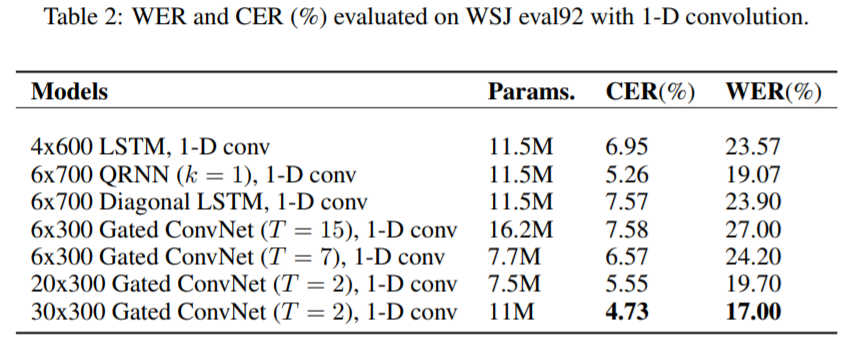 Table 2: WER and CER (%) evaluated on WSJ eval92 with 1-D convolution.
Models Params. CER(%) WER(%)
4x600 LSTM, 1-D conv 11.5M 6.95 23.57
6x700 QRNN (k = 1), 1-D conv 11.5M 5.26 19.07
6x700 Diagonal LSTM, 1-D conv 11.5M 7.57 23.90
6x300 Gated ConvNet (T = 15), 1-D conv 16.2M 7.58 27.00
6x300 Gated ConvNet (T = 7), 1-D conv 7.7M 6.57 24.20
20x300 Gated ConvNet (T = 2), 1-D conv 7.5M 5.55 19.70
30x300 Gated ConvNet (T = 2), 1-D conv 11M 4.73 17.00